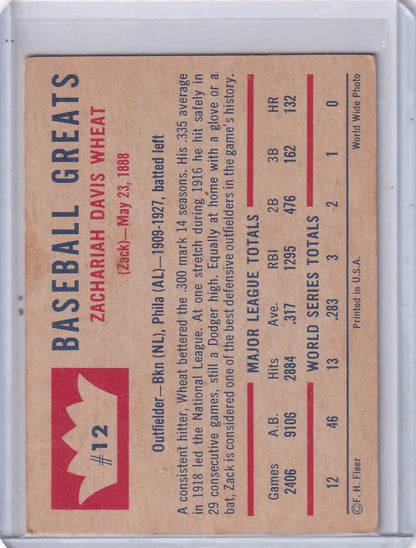 #12
BASEBALL GREATS
ZACHARIAH DAVIS WHEAT
(Zack)—May 23, 1888
Outfielder—Bkn (NL), Phila (AL)—1909-1927, batted left
A consistent hitter, Wheat bettered the .300 mark 14 seasons. His .335 average
in 1918 led the National League. At one stretch during 1916 he hit safely in
29 consecutive games, still a Dodger high. Equally at home with a glove or a
bat, Zack is considered one of the best defensive outfielders in the game's history.
MAJOR LEAGUE TOTALS
Games A.B. Hits Ave. RBI 2B 3B HR
2406 9106 2884 .317 1295 476 162 132
WORLD SERIES TOTALS
12 46 13 .283 3 2 1 0
©F. H. Fleer Printed in U.S.A. World Wide Photo